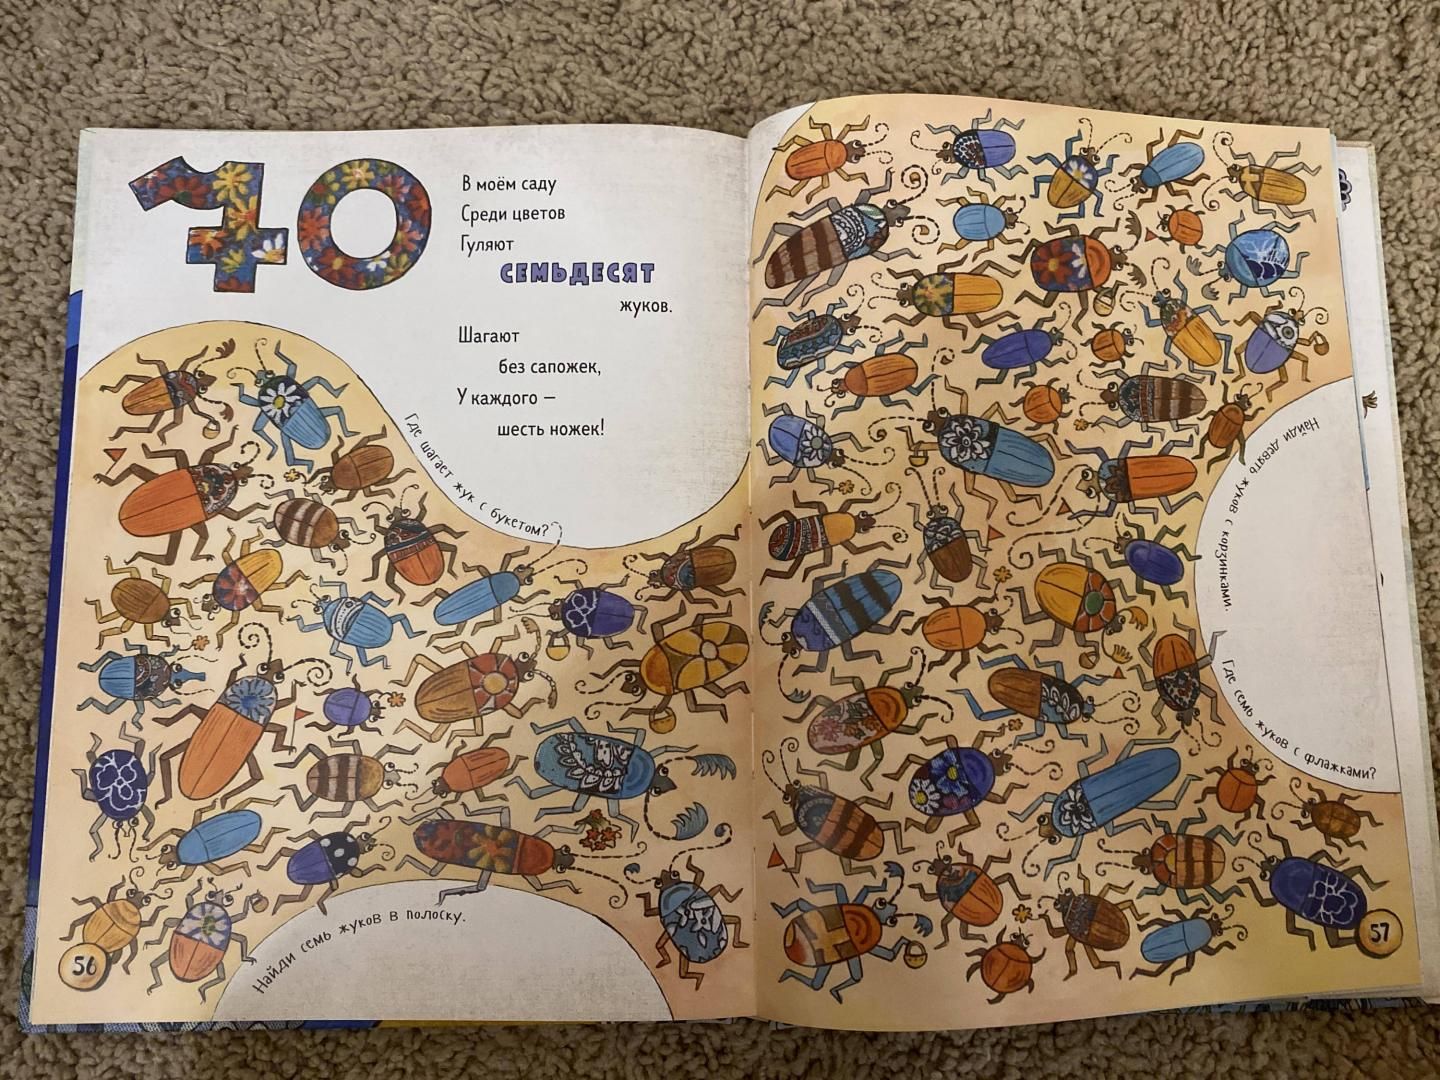 70
В моём саду
Среди цветов
Гуляют
СЕМЬДЕСЯТ
жуков.
Шагают
без сапожек,
У каждого –
шесть ножек!
Где шагает жук с букетом?
Найди семь жуков в полоску.
56
Найди девять жуков с корзинками.
Где семь жуков с флажками?
57